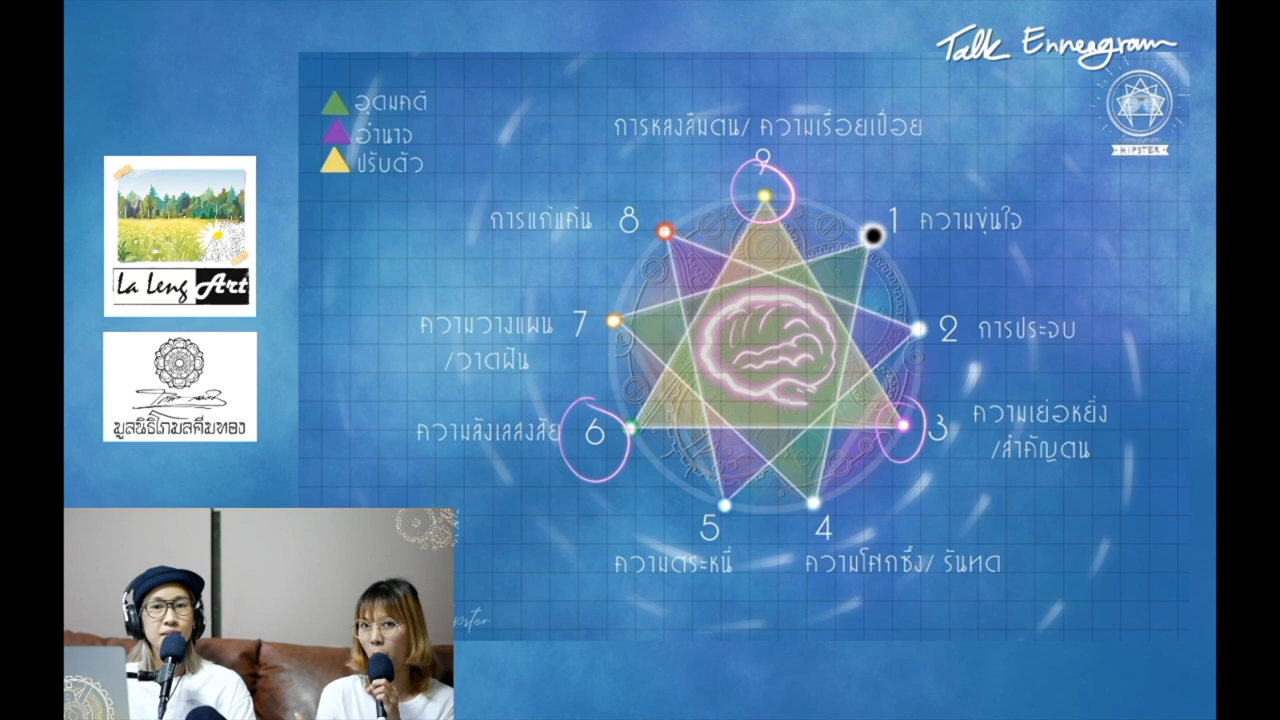 Talk Enneagram
HIPSTER
อุดมคติ
อำนาจ
ปรับตัว
การหลงลืมตน/ ความเรื่อยเปื่อย
9
การแก้แค้น 8
1 ความขุ่นใจ
ความวางแผน 7
/วาดฝัน
2 การประจบ
ความลังเลสงสัย 6
3 ความเย่อหยิ่ง
/สำคัญตน
5
ความตระหนี่
4
ความโศกซึ้ง/ รันทด
La Leng Art
มูลนิธิโกมลคีมทอง